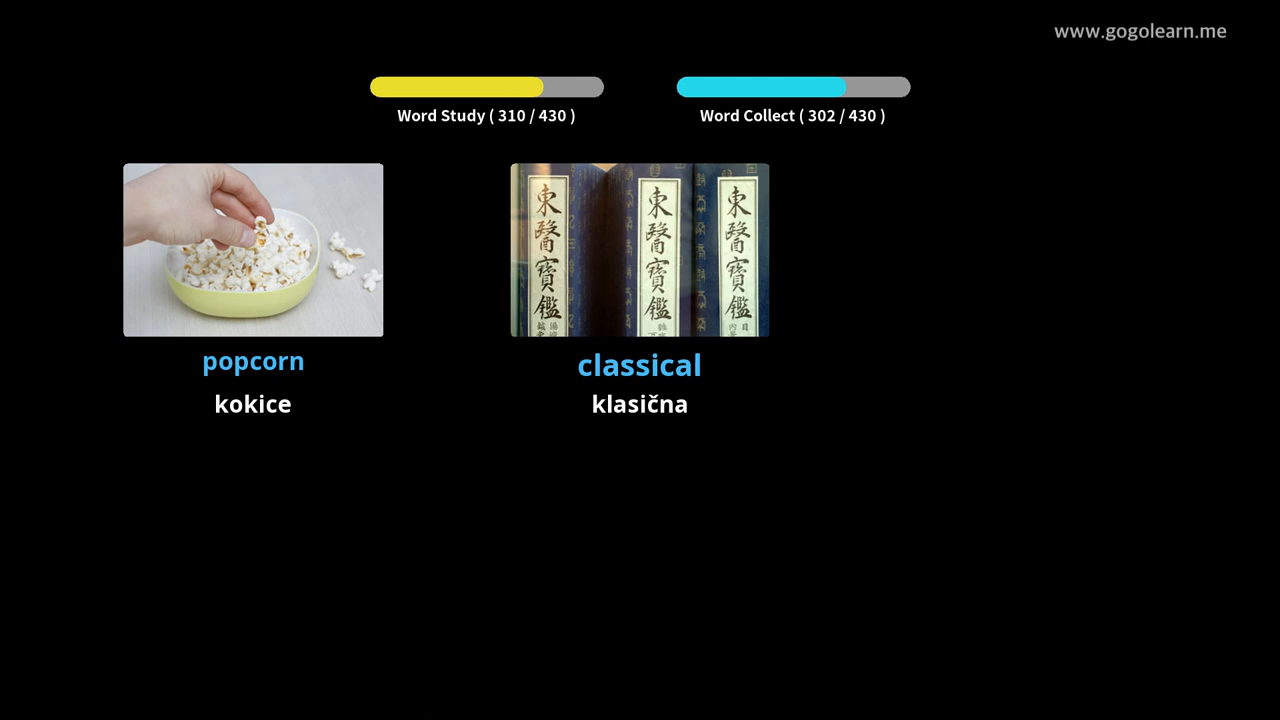 www.gogolearn.me
Word Study ( 310 / 430 )
Word Collect ( 302 / 430 )
東醫寶鑑
東醫寶鑑
東醫寶鑑
popcorn
classical
kokice
klasična